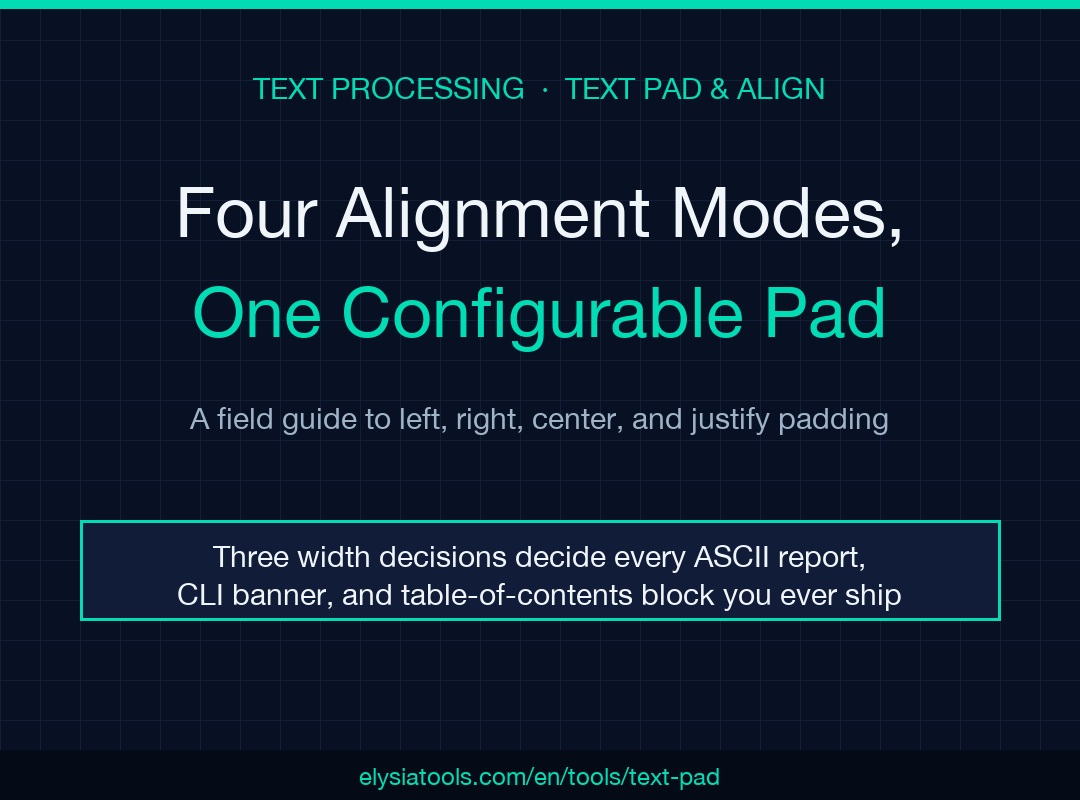 TEXT PROCESSING · TEXT PAD & ALIGN
Four Alignment Modes,
One Configurable Pad
A field guide to left, right, center, and justify padding
Three width decisions decide every ASCII report,
CLI banner, and table-of-contents block you ever ship
elysiatools.com/en/tools/text-pad